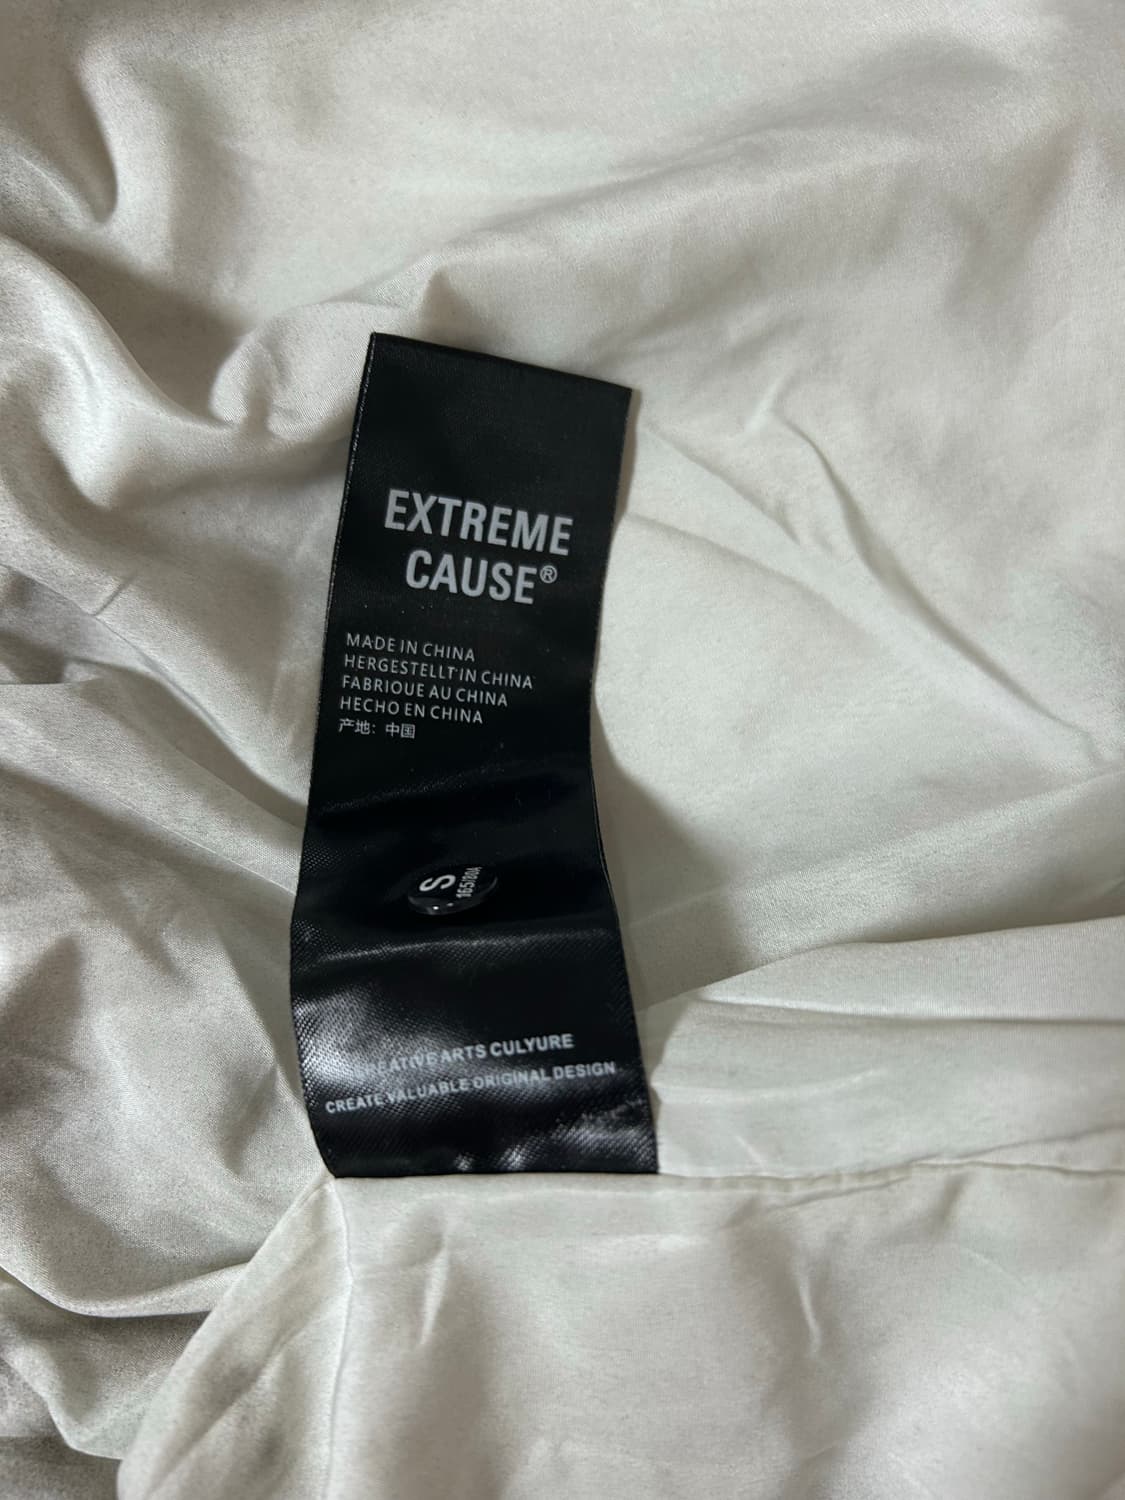 EXTREME
CAUSE®
MADE IN CHINA
HERGESTELLT IN CHINA
FABRIOUE AU CHINA
HECHO EN CHINA
产地：中国
S
165/80A
CREATIVE ARTS CULYURE
CREATE VALUABLE ORIGINAL DESIGN